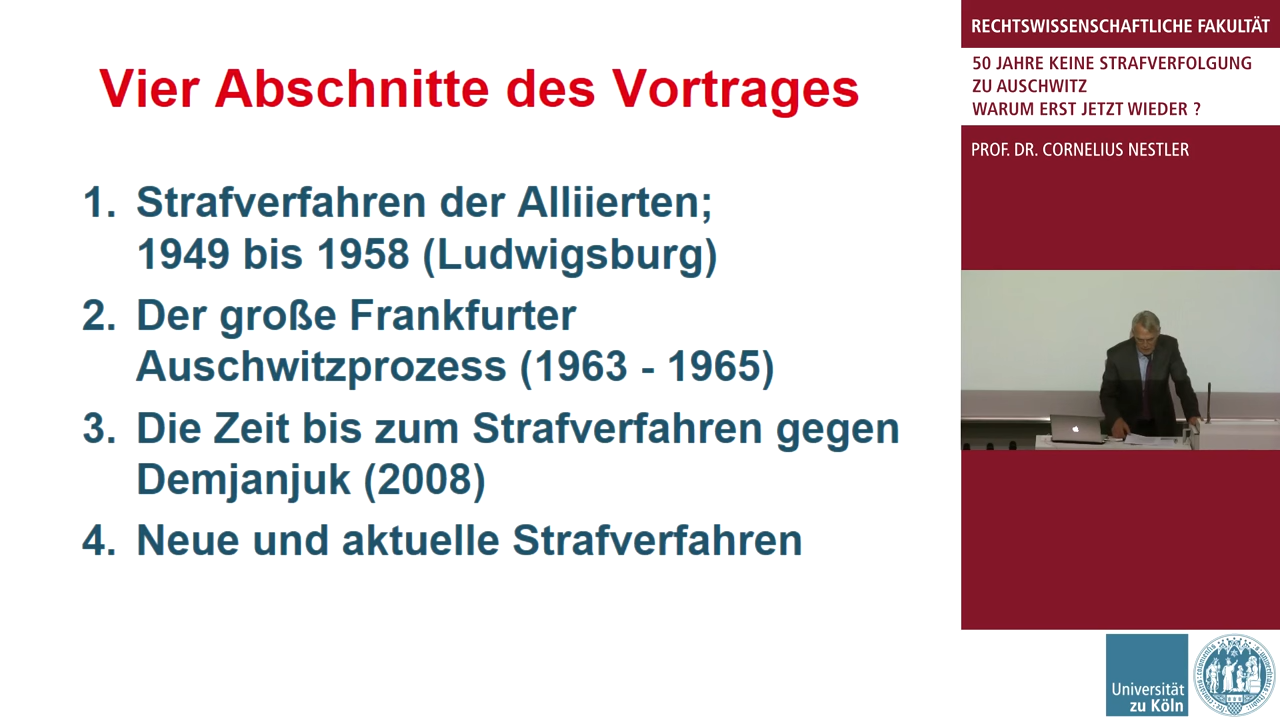 Vier Abschnitte des Vortrages
1. Strafverfahren der Alliierten;
1949 bis 1958 (Ludwigsburg)
2. Der große Frankfurter
Auschwitzprozess (1963 - 1965)
3. Die Zeit bis zum Strafverfahren gegen
Demjanjuk (2008)
4. Neue und aktuelle Strafverfahren
RECHTSWISSENSCHAFTLICHE FAKULTÄT
50 JAHRE KEINE STRAFVERFOLGUNG
ZU AUSCHWITZ
WARUM ERST JETZT WIEDER ?
PROF. DR. CORNELIUS NESTLER
Universität
zu Köln